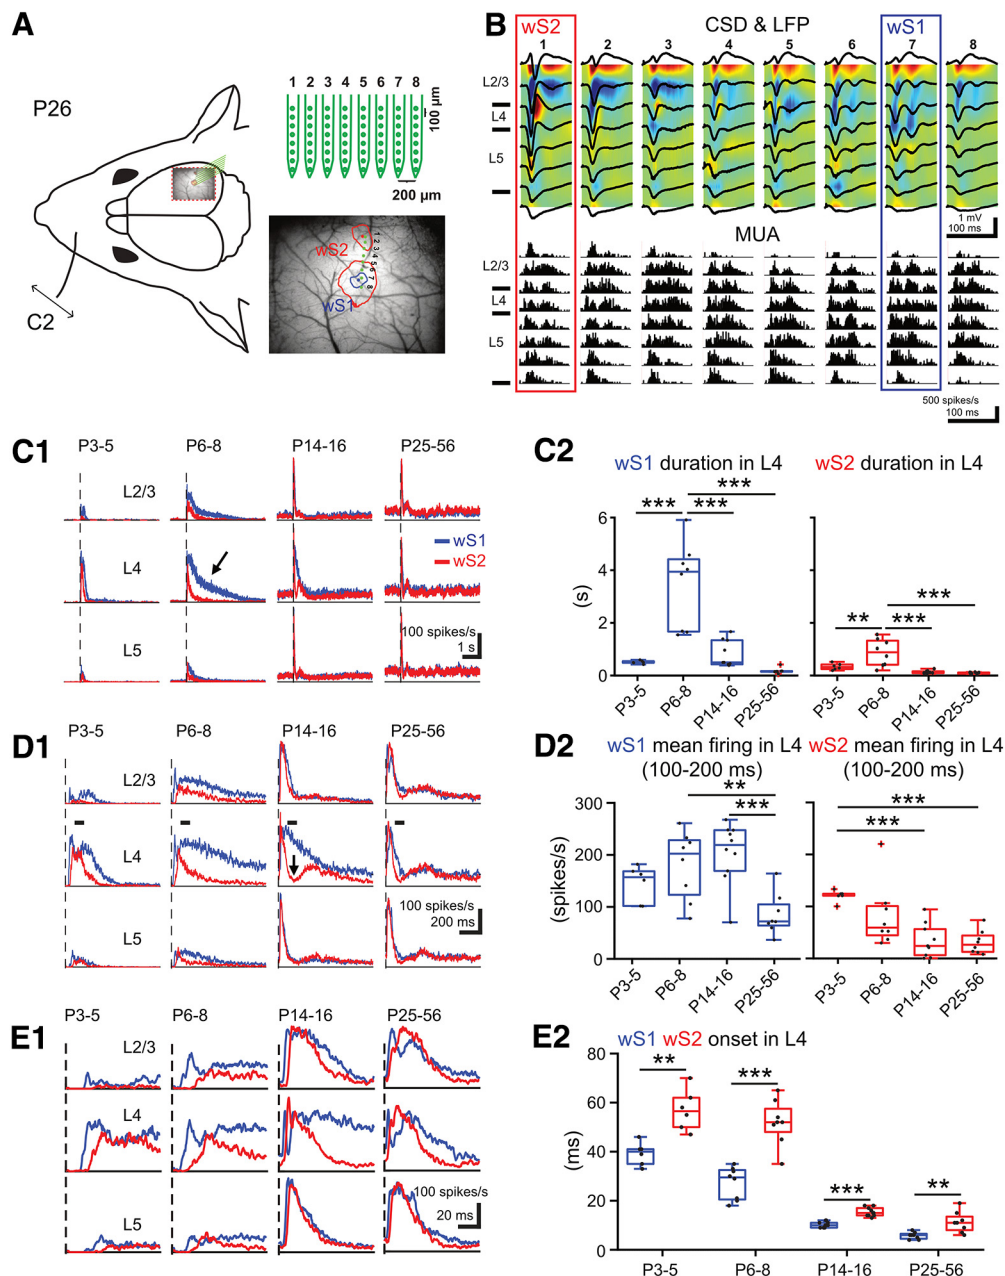 A
P26
C2
1 2 3 4 5 6 7 8
100 µm
200 µm
wS2
1 2 3 4 5 6 7 8
wS1
B
wS2
CSD & LFP
wS1
1 2 3 4 5 6 7 8
L2/3
L4
L5
1 mV
100 ms
MUA
L2/3
L4
L5
500 spikes/s
100 ms
C1
P3-5 P6-8 P14-16 P25-56
L2/3
L4
wS1
wS2
L5
100 spikes/s
1 s
C2
wS1 duration in L4
wS2 duration in L4
***
*** ***
***
** ***
6
4
(s)
2
0
P3-5 P6-8 P14-16 P25-56
P3-5 P6-8 P14-16 P25-56
D1
P3-5 P6-8 P14-16 P25-56
L2/3
L4
100 spikes/s
200 ms
L5
D2
wS1 mean firing in L4
(100-200 ms)
wS2 mean firing in L4
(100-200 ms)
**
***
***
***
300
200
(spikes/s)
100
0
P3-5 P6-8 P14-16 P25-56
P3-5 P6-8 P14-16 P25-56
E1
P3-5 P6-8 P14-16 P25-56
L2/3
L4
100 spikes/s
20 ms
L5
E2
wS1 wS2 onset in L4
80
** ***
60
(ms)
40
20
*** **
0
P3-5 P6-8 P14-16 P25-56